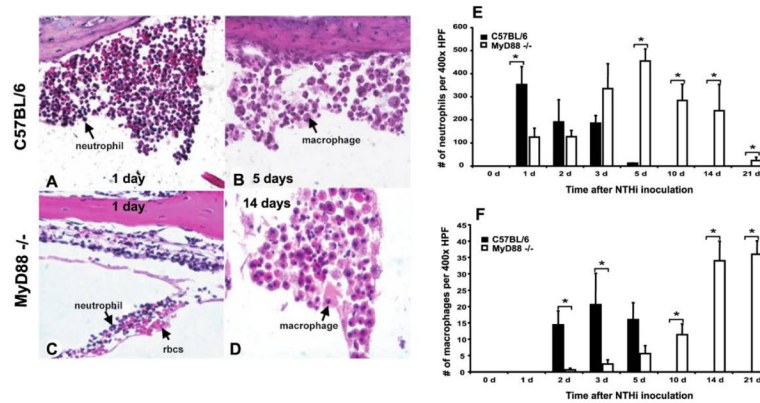 C57BL/6
MyD88 -/-
neutrophil
1 day
A
macrophage
B
5 days
1 day
neutrophil
rbcs
C
14 days
macrophage
D
E
C57BL/6
MyD88 -/-
# of neutrophils per 400x HPF
600
500
400
300
200
100
0
* * * * *
0 d 1 d 2 d 3 d 5 d 10 d 14 d 21 d
Time after NTHi inoculation
F
C57BL/6
MyD88 -/-
# of macrophages per 400x HPF
45
40
35
30
25
20
15
10
5
0
* * * * *
0 d 1 d 2 d 3 d 5 d 10 d 14 d 21 d
Time after NTHi inoculation